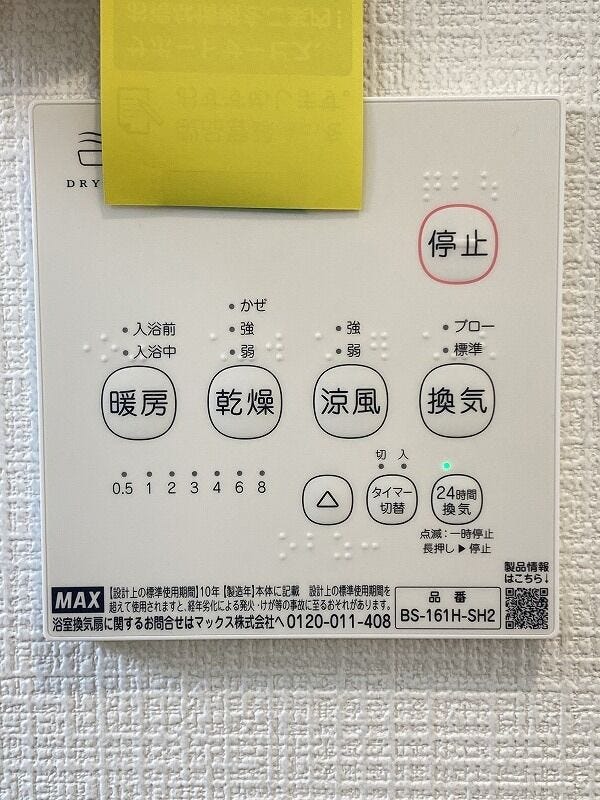 DRY
停止
かぜ
入浴前 強 強 ブロー
入浴中 弱 弱 標準
暖房 乾燥 涼風 換気
切 入
0.5 1 2 3 4 6 8
△
タイマー
切替
24時間
換気
点滅:一時停止
長押し▶停止
製品情報
はこちら↓
MAX
【設計上の標準使用期間】10年【製造年】本体に記載 設計上の標準使用期間を
超えて使用されますと、経年劣化による発火・けが等の事故に至るおそれがあります。
浴室換気扇に関するお問合せはマックス株式会社へ 0120-011-408
品番
BS-161H-SH2